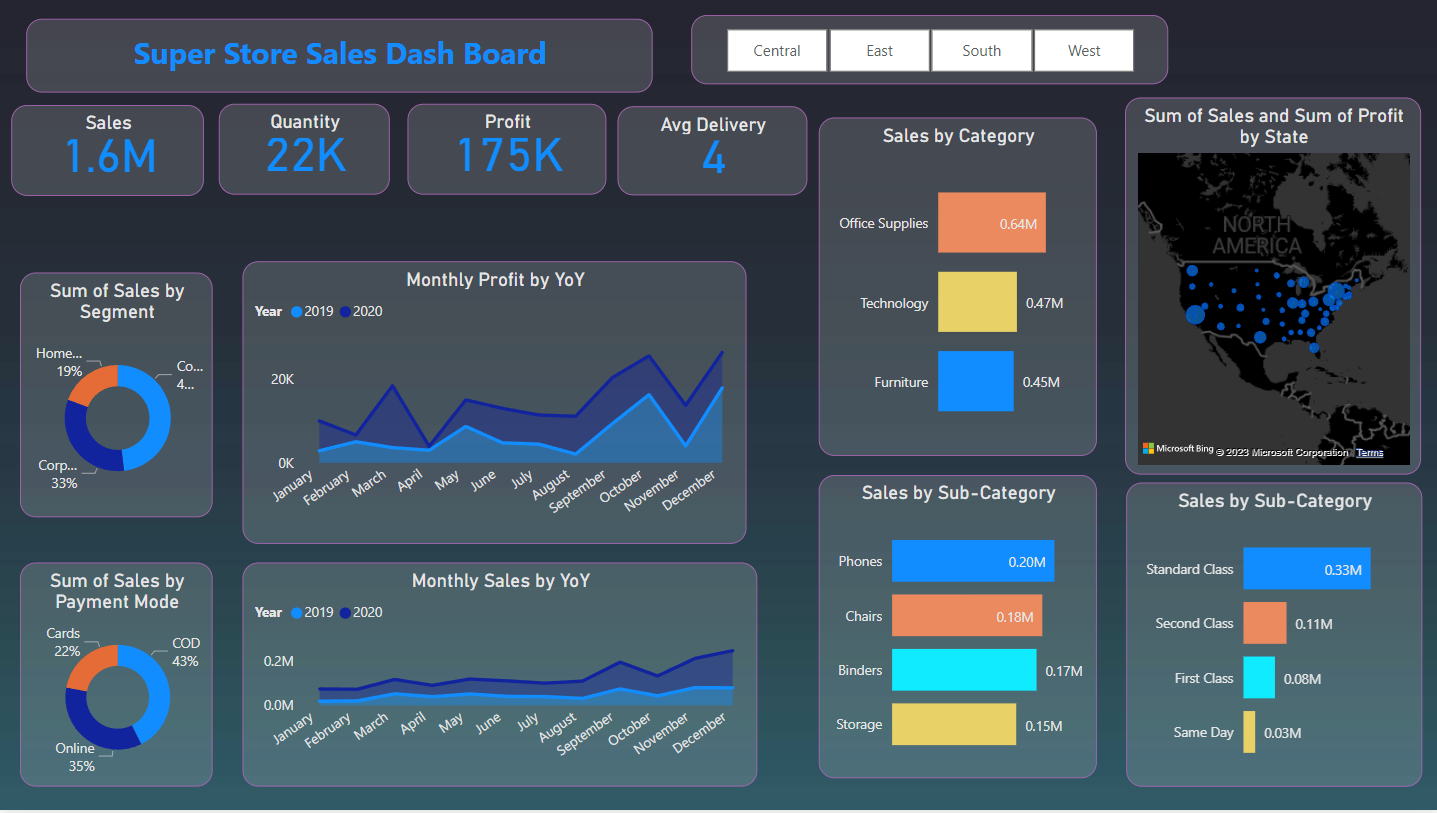 Super Store Sales Dash Board
Central
East
South
West
Sales
1.6M
Quantity
22K
Profit
175K
Avg Delivery
4
Sales by Category
Office Supplies
0.64M
Technology
0.47M
Furniture
0.45M
Sum of Sales and Sum of Profit
by State
NORTH
AMERICA
Microsoft Bing
© 2023 Microsoft Corporation
Terms
Sum of Sales by
Segment
Home...
19%
Co...
4...
Corp...
33%
Monthly Profit by YoY
Year 2019 2020
20K
0K
January
February
March
April
May
June
July
August
September
October
November
December
Sum of Sales by
Payment Mode
Cards
22%
COD
43%
Online
35%
Monthly Sales by YoY
Year 2019 2020
0.2M
0.0M
January
February
March
April
May
June
July
August
September
October
November
December
Sales by Sub-Category
Phones
0.20M
Chairs
0.18M
Binders
0.17M
Storage
0.15M
Sales by Sub-Category
Standard Class
0.33M
Second Class
0.11M
First Class
0.08M
Same Day
0.03M